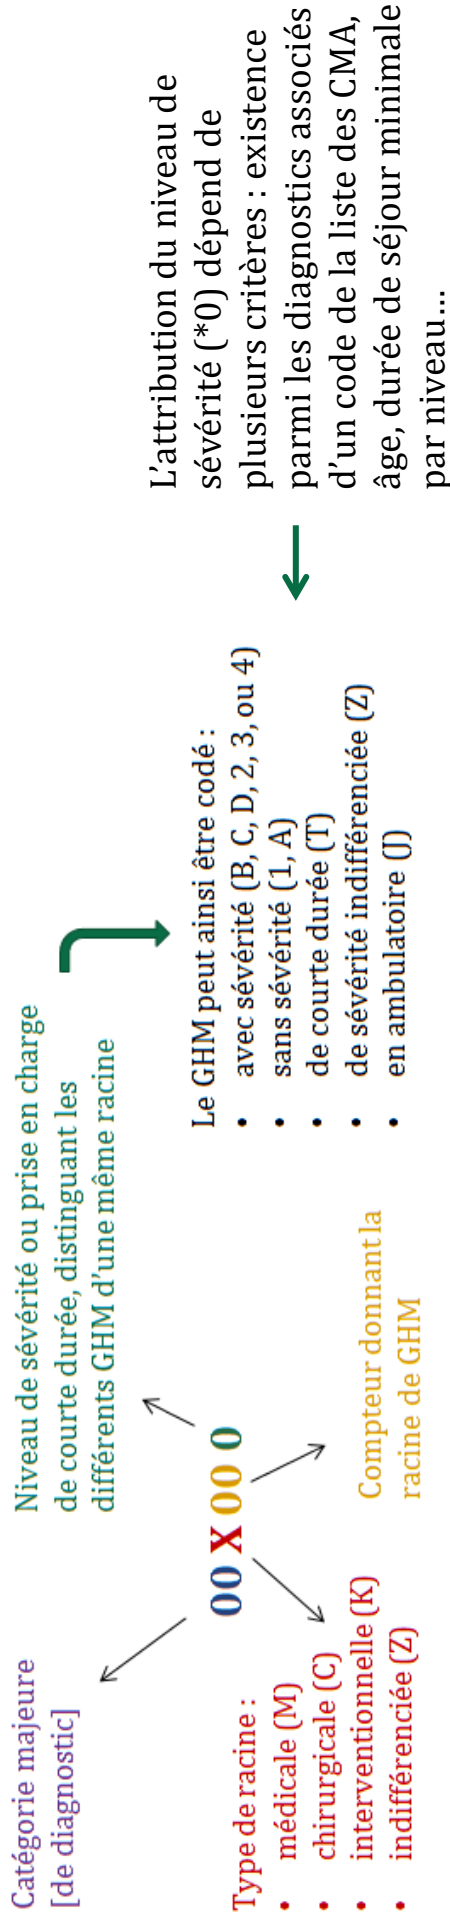 Catégorie majeure
[de diagnostic]
Niveau de sévérité ou prise en charge
de courte durée, distinguant les
différents GHM d'une même racine
00 X 00 0
Type de racine :
• médicale (M)
• chirurgicale (C)
• interventionnelle (K)
• indifférenciée (Z)
Compteur donnant la
racine de GHM
Le GHM peut ainsi être codé :
• avec sévérité (B, C, D, 2, 3, ou 4)
• sans sévérité (1, A)
• de courte durée (T)
• de sévérité indifférenciée (Z)
• en ambulatoire (J)
L'attribution du niveau de
sévérité (*0) dépend de
plusieurs critères : existence
parmi les diagnostics associés
d'un code de la liste des CMA,
âge, durée de séjour minimale
par niveau...